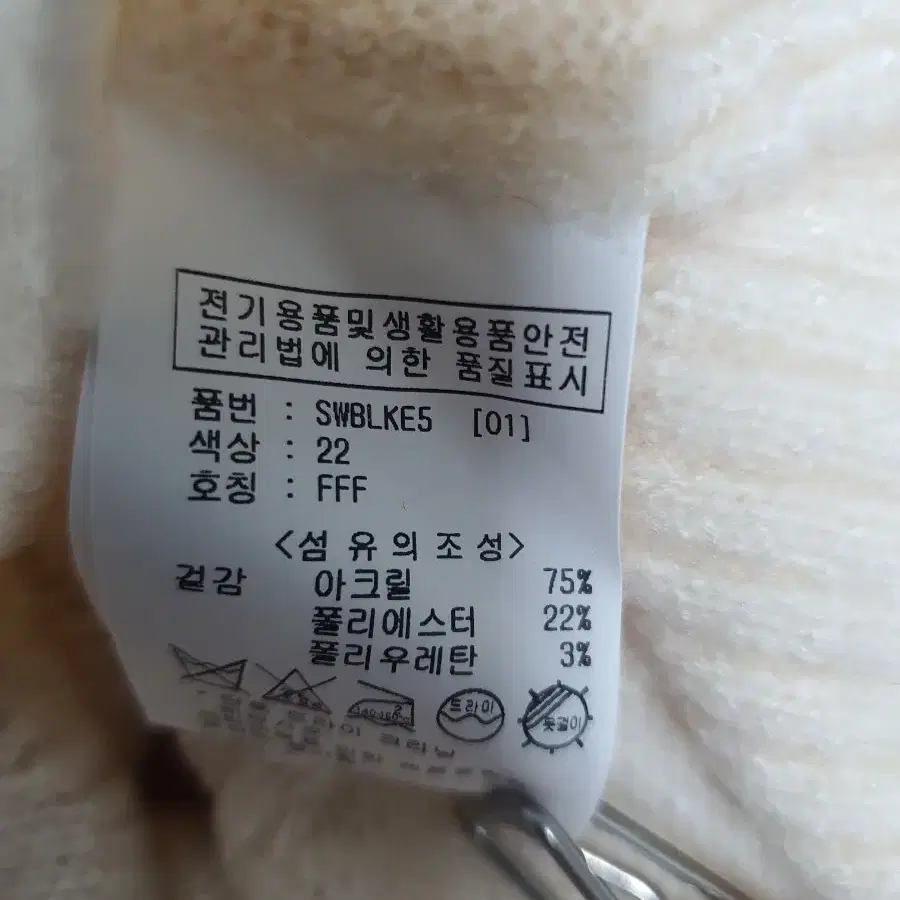 전기용품및생활용품안전
관리법에 의한 품질표시
품번 : SWBLKE5 [01]
색상 : 22
호칭 : FFF
<섬유의조성>
겉감 아크릴 75%
폴리에스터 22%
폴리우레탄 3%
드라이 옷걸이